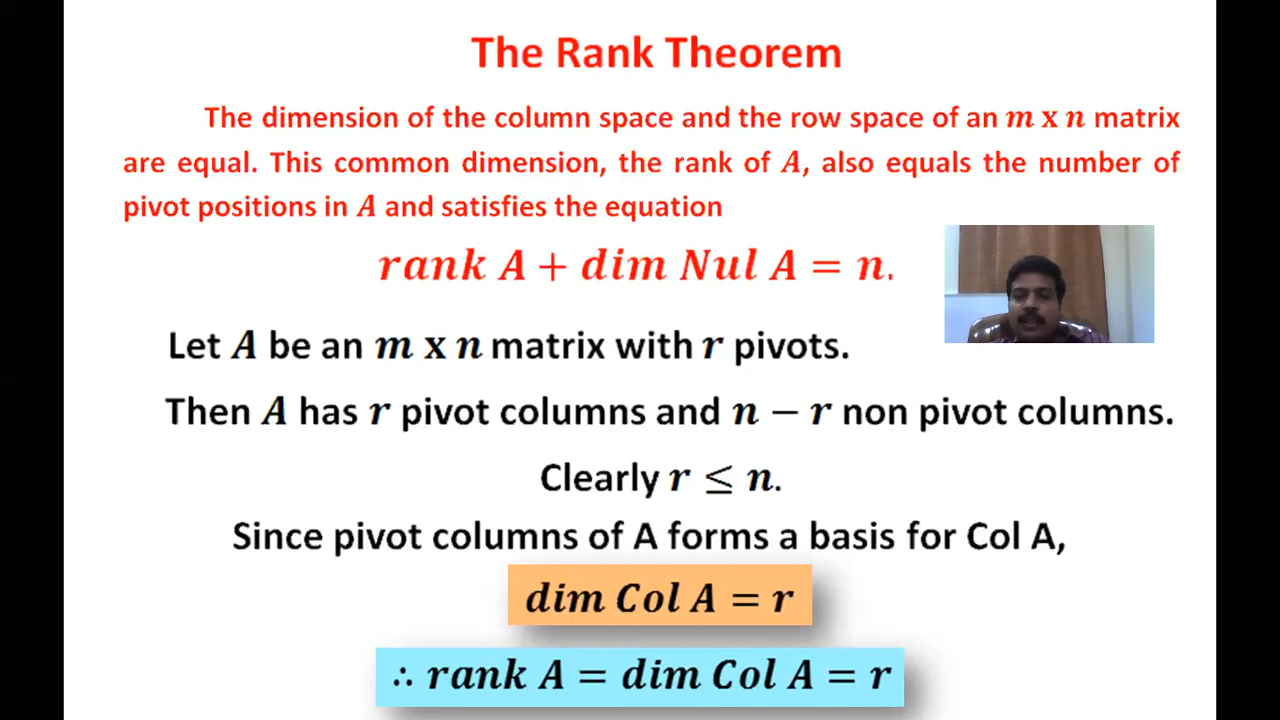 The Rank Theorem
The dimension of the column space and the row space of an m x n matrix
are equal. This common dimension, the rank of A, also equals the number of
pivot positions in A and satisfies the equation
rank A + dim Nul A = n.
Let A be an m x n matrix with r pivots.
Then A has r pivot columns and n − r non pivot columns.
Clearly r ≤ n.
Since pivot columns of A forms a basis for Col A,
dim Col A = r
∴ rank A = dim Col A = r